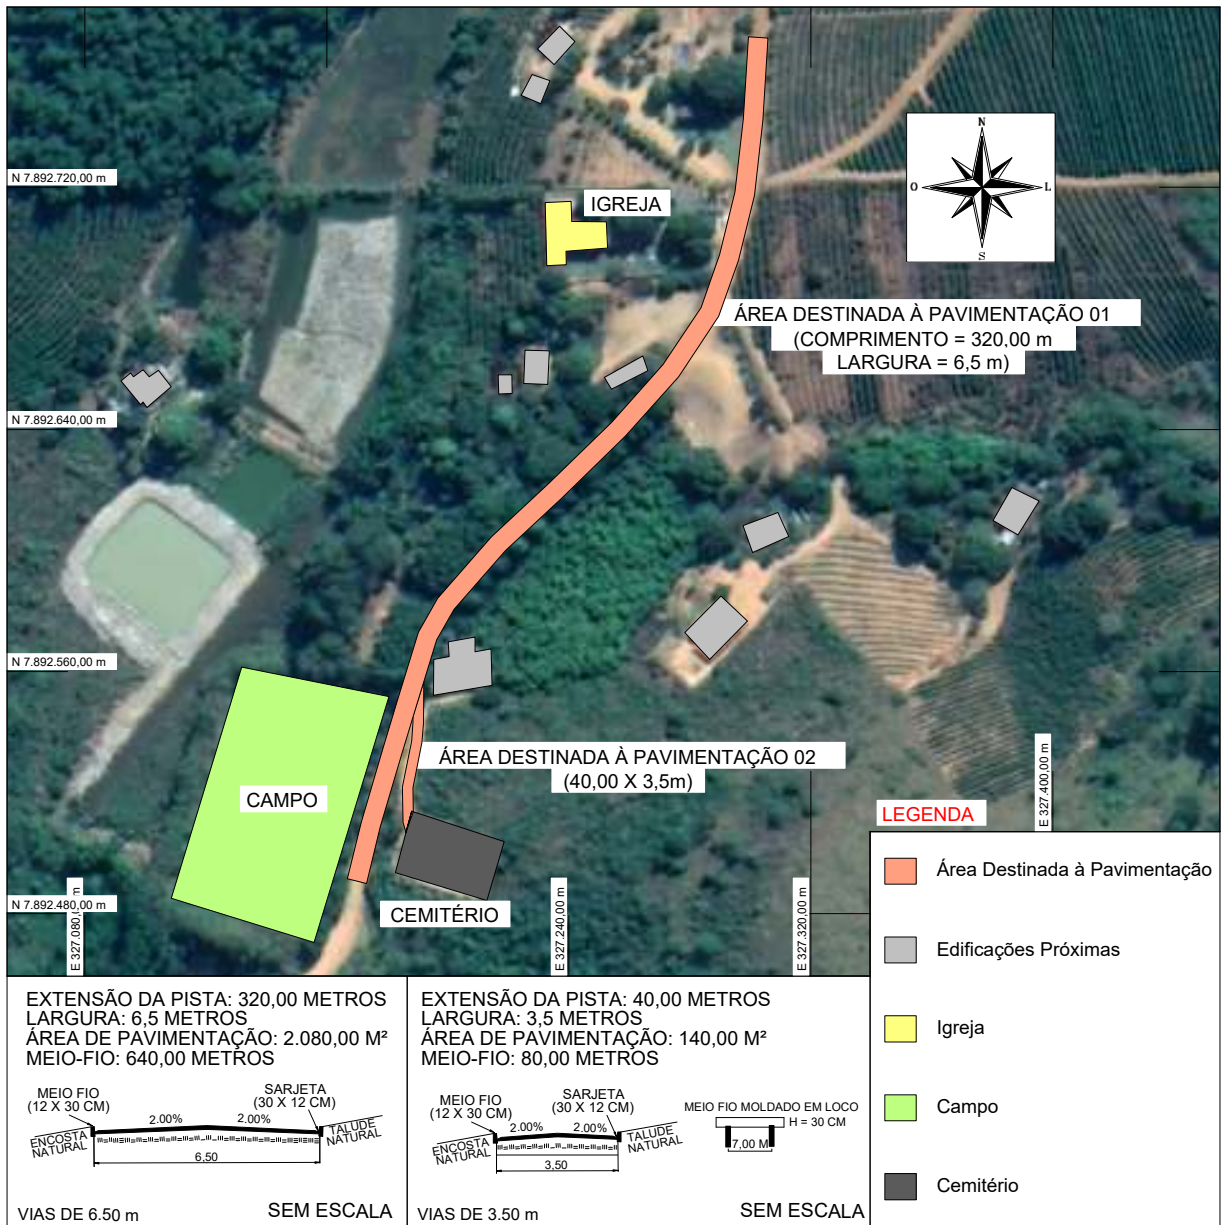 N
O
L
S
N 7.892.720,00 m
IGREJA
ÁREA DESTINADA À PAVIMENTAÇÃO 01
(COMPRIMENTO = 320,00 m
LARGURA = 6,5 m)
N 7.892.640,00 m
N 7.892.560,00 m
ÁREA DESTINADA À PAVIMENTAÇÃO 02
(40,00 X 3,5m)
CAMPO
CEMITÉRIO
N 7.892.480,00 m
E 327.080,00 m
E 327.240,00 m
E 327.320,00 m
E 327.400,00 m
LEGENDA
Área Destinada à Pavimentação
Edificações Próximas
Igreja
Campo
Cemitério
EXTENSÃO DA PISTA: 320,00 METROS
LARGURA: 6,5 METROS
ÁREA DE PAVIMENTAÇÃO: 2.080,00 M²
MEIO-FIO: 640,00 METROS
MEIO FIO
(12 X 30 CM)
SARJETA
(30 X 12 CM)
2.00%
2.00%
ENCOSTA
NATURAL
TALUDE
NATURAL
6,50
VIAS DE 6.50 m
SEM ESCALA
EXTENSÃO DA PISTA: 40,00 METROS
LARGURA: 3,5 METROS
ÁREA DE PAVIMENTAÇÃO: 140,00 M²
MEIO-FIO: 80,00 METROS
MEIO FIO
(12 X 30 CM)
SARJETA
(30 X 12 CM)
2.00%
2.00%
ENCOSTA
NATURAL
TALUDE
NATURAL
3,50
MEIO FIO MOLDADO EM LOCO
H = 30 CM
7,00 M
VIAS DE 3.50 m
SEM ESCALA